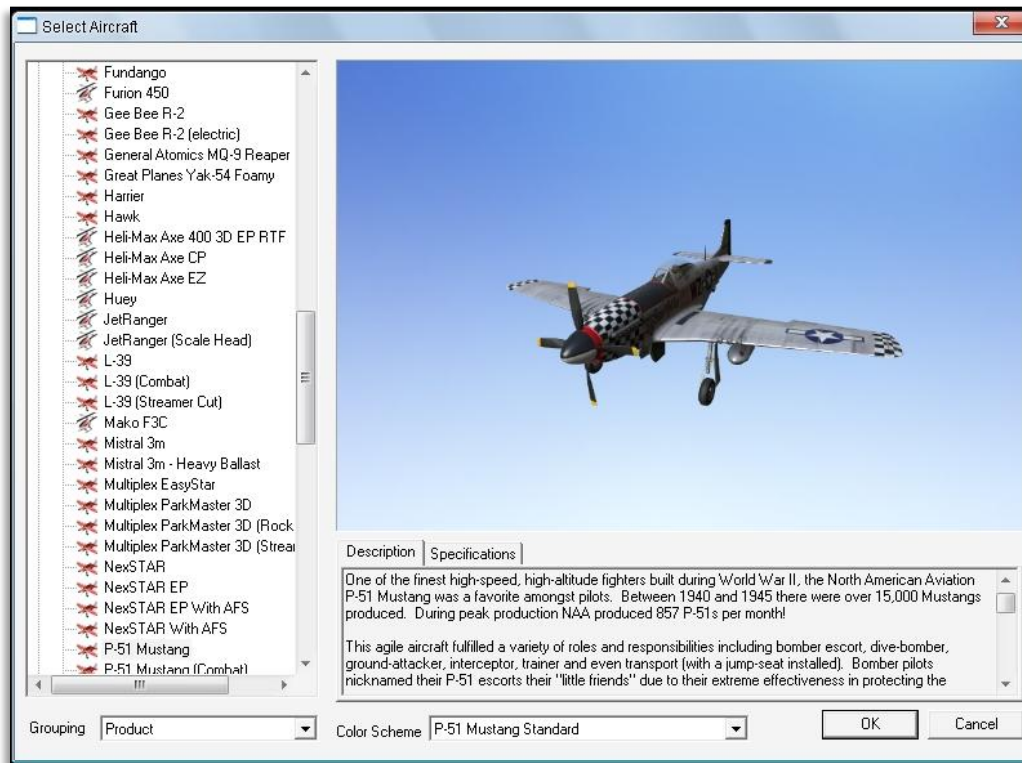 Select Aircraft
Fundango
Furion 450
Gee Bee R-2
Gee Bee R-2 (electric)
General Atomics MQ-9 Reaper
Great Planes Yak-54 Foamy
Harrier
Hawk
Heli-Max Axe 400 3D EP RTF
Heli-Max Axe CP
Heli-Max Axe EZ
Huey
JetRanger
JetRanger (Scale Head)
L-39
L-39 (Combat)
L-39 (Streamer Cut)
Mako F3C
Mistral 3m
Mistral 3m - Heavy Ballast
Multiplex EasyStar
Multiplex ParkMaster 3D
Multiplex ParkMaster 3D (Rock
Multiplex ParkMaster 3D (Strear
NexSTAR
NexSTAR EP
NexSTAR EP With AFS
NexSTAR With AFS
P-51 Mustang
P-51 Mustang (Combat)
Description Specifications
One of the finest high-speed, high-altitude fighters built during World War II, the North American Aviation
P-51 Mustang was a favorite amongst pilots. Between 1940 and 1945 there were over 15,000 Mustangs
produced. During peak production NAA produced 857 P-51s per month!
This agile aircraft fulfilled a variety of roles and responsibilities including bomber escort, dive-bomber,
ground-attacker, interceptor, trainer and even transport (with a jump-seat installed). Bomber pilots
nicknamed their P-51 escorts their "little friends" due to their extreme effectiveness in protecting the
Grouping Product
Color Scheme P-51 Mustang Standard
OK Cancel